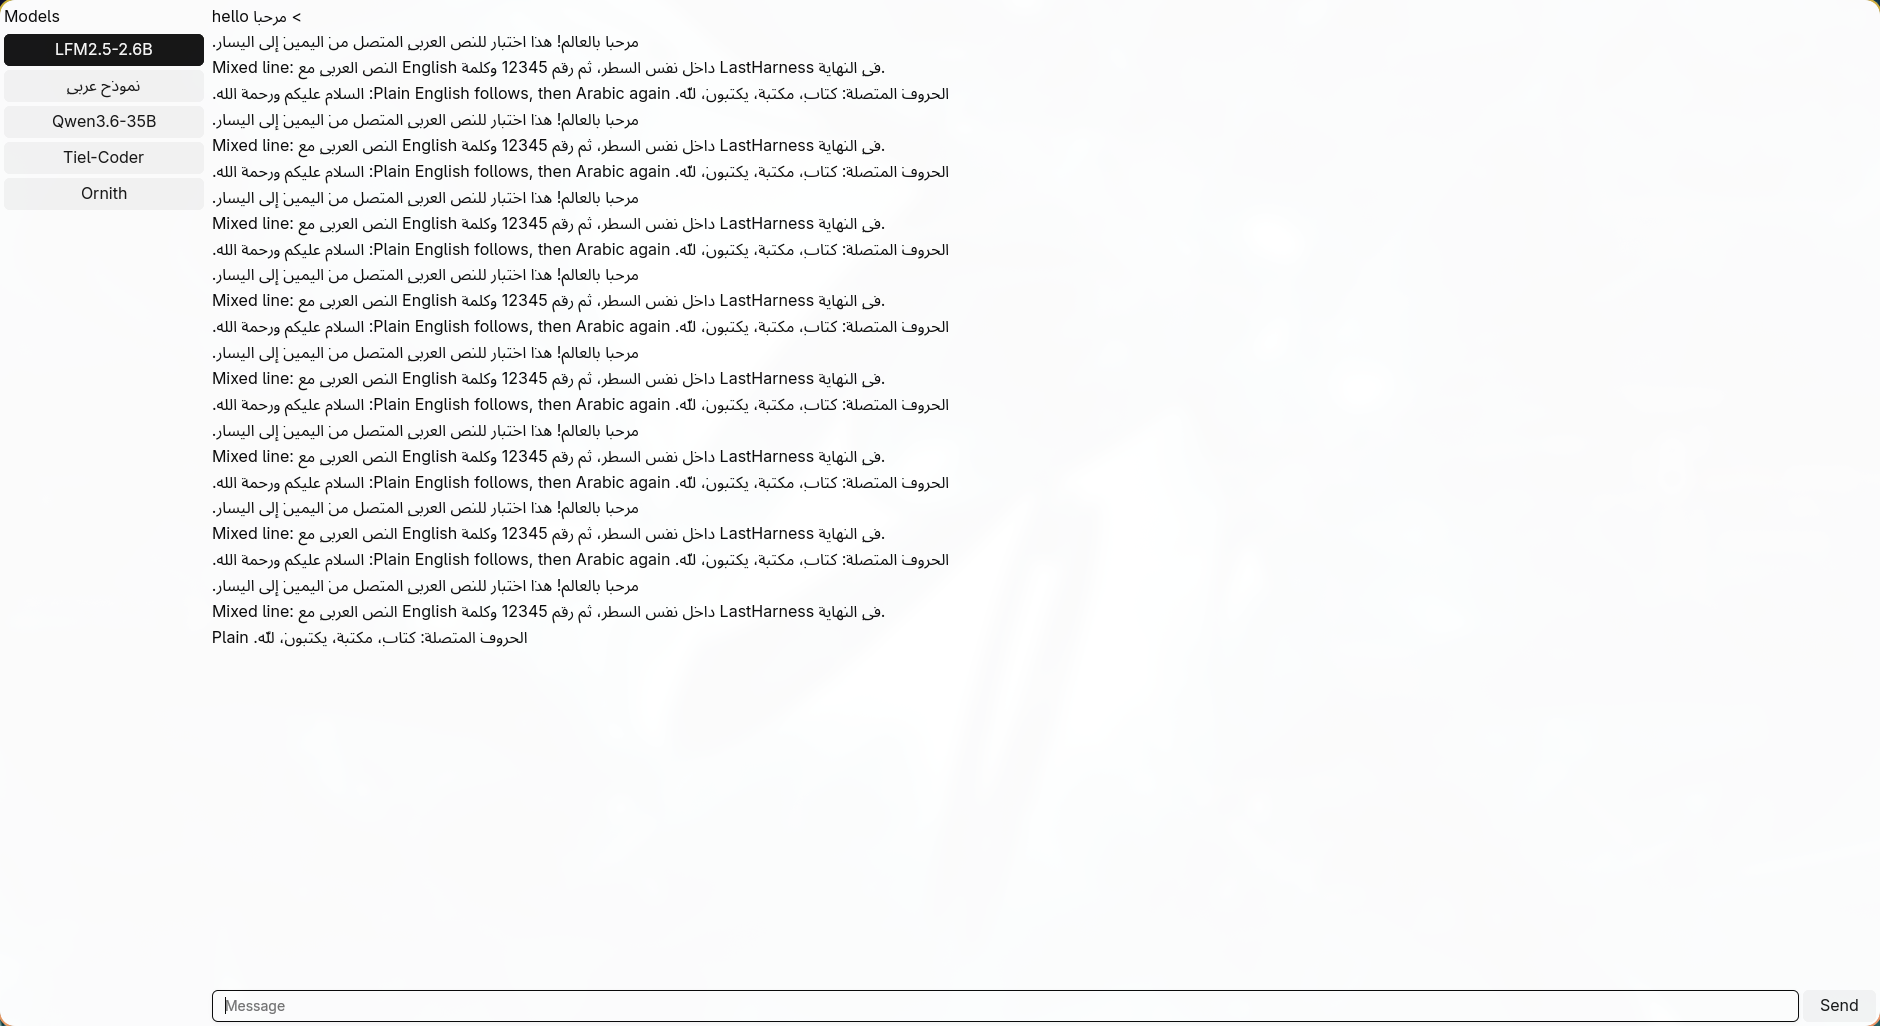 Models
LFM2.5-2.6B
نموذج عربي
Qwen3.6-35B
Tiel-Coder
Ornith
> مرحبا hello
مرحبا بالعالم! هذا اختبار للنص العربي المتصل من اليمين إلى اليسار.
Mixed line: النص العربي مع English داخل نفس السطر، ثم رقم 12345 وكلمة LastHarness في النهاية.
الحروف المتصلة: كتاب، مكتبة، يكتبون، لله. Plain English follows, then Arabic again: السلام عليكم ورحمة الله.
مرحبا بالعالم! هذا اختبار للنص العربي المتصل من اليمين إلى اليسار.
Mixed line: النص العربي مع English داخل نفس السطر، ثم رقم 12345 وكلمة LastHarness في النهاية.
الحروف المتصلة: كتاب، مكتبة، يكتبون، لله. Plain English follows, then Arabic again: السلام عليكم ورحمة الله.
مرحبا بالعالم! هذا اختبار للنص العربي المتصل من اليمين إلى اليسار.
Mixed line: النص العربي مع English داخل نفس السطر، ثم رقم 12345 وكلمة LastHarness في النهاية.
الحروف المتصلة: كتاب، مكتبة، يكتبون، لله. Plain English follows, then Arabic again: السلام عليكم ورحمة الله.
مرحبا بالعالم! هذا اختبار للنص العربي المتصل من اليمين إلى اليسار.
Mixed line: النص العربي مع English داخل نفس السطر، ثم رقم 12345 وكلمة LastHarness في النهاية.
الحروف المتصلة: كتاب، مكتبة، يكتبون، لله. Plain English follows, then Arabic again: السلام عليكم ورحمة الله.
مرحبا بالعالم! هذا اختبار للنص العربي المتصل من اليمين إلى اليسار.
Mixed line: النص العربي مع English داخل نفس السطر، ثم رقم 12345 وكلمة LastHarness في النهاية.
الحروف المتصلة: كتاب، مكتبة، يكتبون، لله. Plain English follows, then Arabic again: السلام عليكم ورحمة الله.
مرحبا بالعالم! هذا اختبار للنص العربي المتصل من اليمين إلى اليسار.
Mixed line: النص العربي مع English داخل نفس السطر، ثم رقم 12345 وكلمة LastHarness في النهاية.
الحروف المتصلة: كتاب، مكتبة، يكتبون، لله. Plain English follows, then Arabic again: السلام عليكم ورحمة الله.
مرحبا بالعالم! هذا اختبار للنص العربي المتصل من اليمين إلى اليسار.
Mixed line: النص العربي مع English داخل نفس السطر، ثم رقم 12345 وكلمة LastHarness في النهاية.
الحروف المتصلة: كتاب، مكتبة، يكتبون، لله. Plain English follows, then Arabic again: السلام عليكم ورحمة الله.
مرحبا بالعالم! هذا اختبار للنص العربي المتصل من اليمين إلى اليسار.
Mixed line: النص العربي مع English داخل نفس السطر، ثم رقم 12345 وكلمة LastHarness في النهاية.
الحروف المتصلة: كتاب، مكتبة، يكتبون، لله. Plain
Message
Send